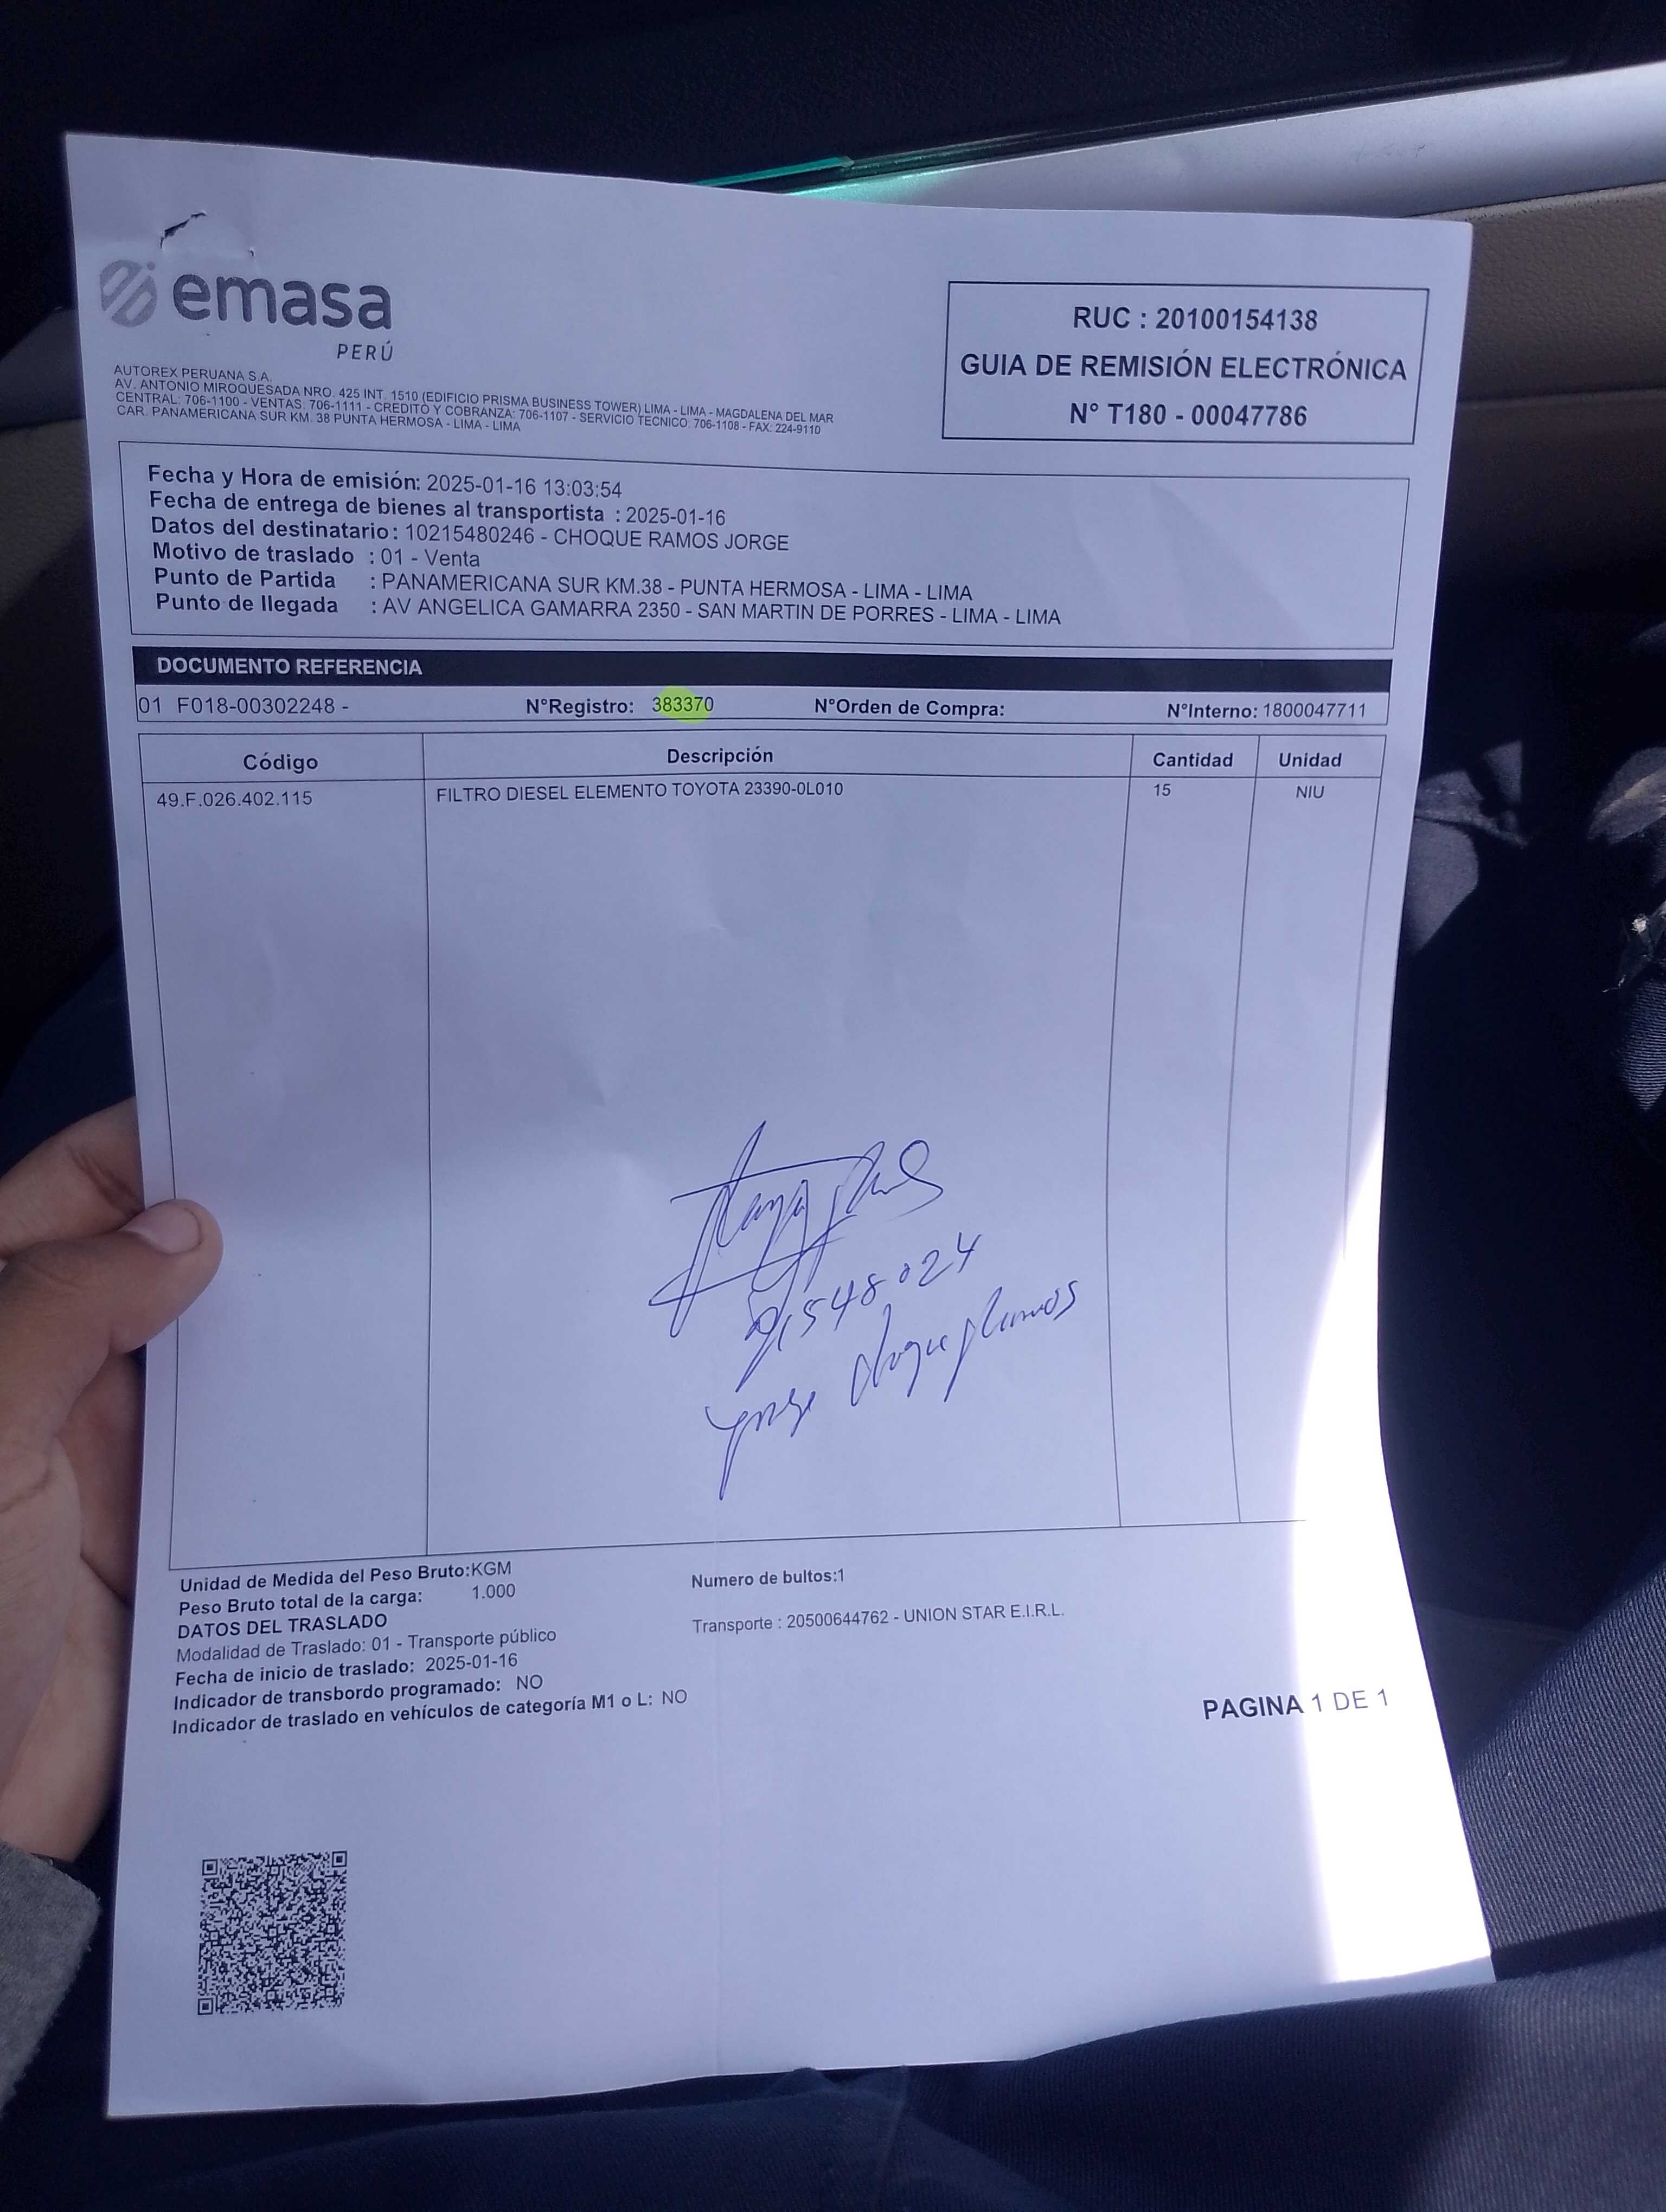 emasa
PERÚ
AUTOREX PERUANA S.A.
AV. ANTONIO MIROQUESADA NRO. 425 INT. 1510 (EDIFICIO PRISMA BUSINESS TOWER) LIMA - LIMA - MAGDALENA DEL MAR
CENTRAL: 706-1100 - VENTAS: 706-1111 - CREDITO Y COBRANZA: 706-1107 - SERVICIO TECNICO: 706-1108 - FAX: 224-9110
CAR. PANAMERICANA SUR KM. 38 PUNTA HERMOSA - LIMA - LIMA
RUC : 20100154138
GUIA DE REMISIÓN ELECTRÓNICA
N° T180 - 00047786
Fecha y Hora de emisión: 2025-01-16 13:03:54
Fecha de entrega de bienes al transportista : 2025-01-16
Datos del destinatario: 10215480246 - CHOQUE RAMOS JORGE
Motivo de traslado : 01 - Venta
Punto de Partida : PANAMERICANA SUR KM.38 - PUNTA HERMOSA - LIMA - LIMA
Punto de llegada : AV ANGELICA GAMARRA 2350 - SAN MARTIN DE PORRES - LIMA - LIMA
DOCUMENTO REFERENCIA
01 F018-00302248 - N°Registro: 383370 N°Orden de Compra: N°Interno: 1800047711
Código Descripción Cantidad Unidad
49.F.026.402.115 FILTRO DIESEL ELEMENTO TOYOTA 23390-0L010 15 NIU
21548024
Jorge Choque Ramos
Unidad de Medida del Peso Bruto:KGM Numero de bultos:1
Peso Bruto total de la carga: 1.000
DATOS DEL TRASLADO Transporte : 20500644762 - UNION STAR E.I.R.L.
Modalidad de Traslado: 01 - Transporte público
Fecha de inicio de traslado: 2025-01-16
Indicador de transbordo programado: NO
Indicador de traslado en vehículos de categoría M1 o L: NO
PAGINA 1 DE 1